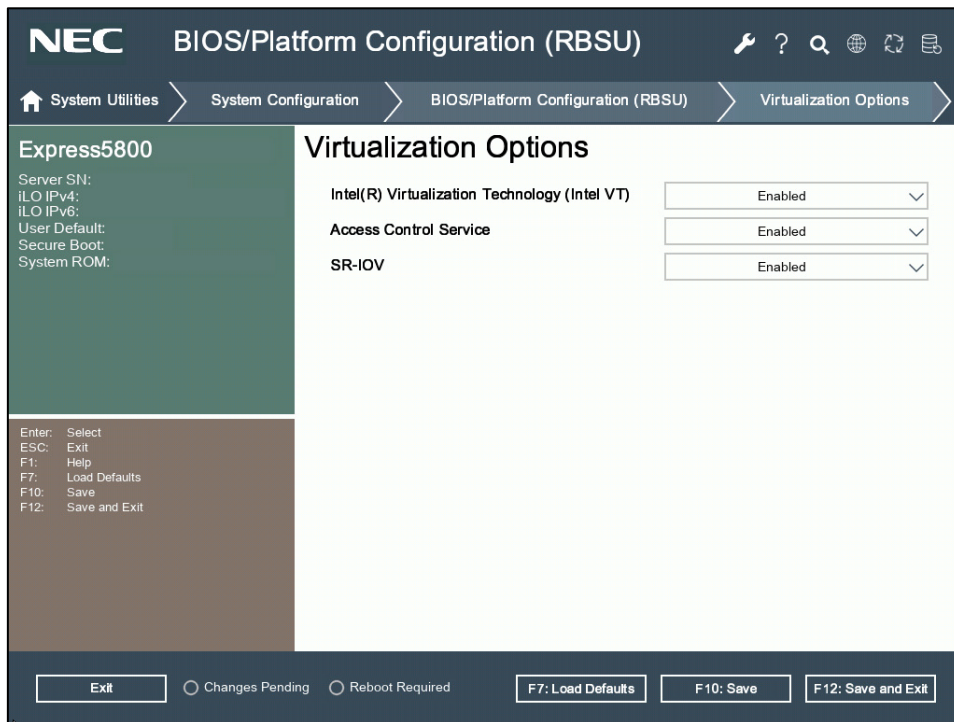 NEC BIOS/Platform Configuration (RBSU)
System Utilities System Configuration BIOS/Platform Configuration (RBSU) Virtualization Options
Express5800
Server SN:
iLO IPv4:
iLO IPv6:
User Default:
Secure Boot:
System ROM:
Enter: Select
ESC: Exit
F1: Help
F7: Load Defaults
F10: Save
F12: Save and Exit
Virtualization Options
Intel(R) Virtualization Technology (Intel VT) Enabled
Access Control Service Enabled
SR-IOV Enabled
Exit Changes Pending Reboot Required F7: Load Defaults F10: Save F12: Save and Exit